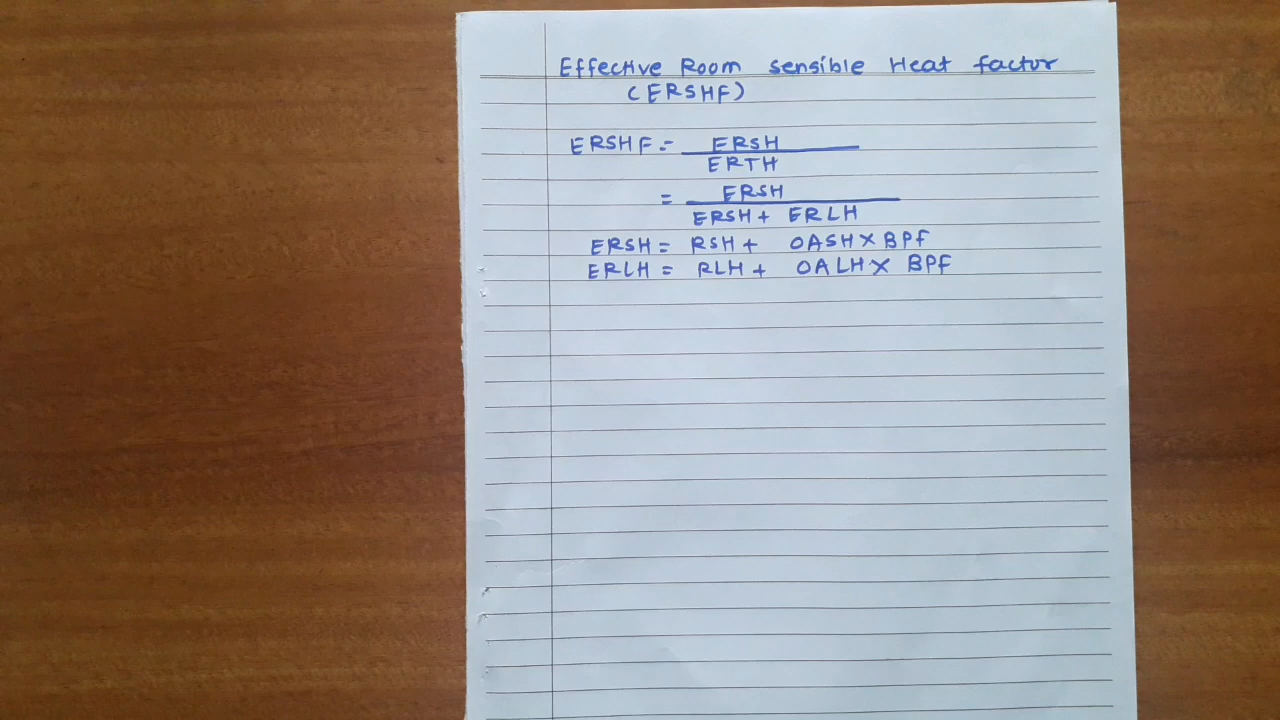 Effective Room sensible Heat factor
(ERSHF)
ERSHF = ERSH
ERTH
= ERSH
ERSH + ERLH
ERSH = RSH + OASH X BPF
ERLH = RLH + OALH X BPF